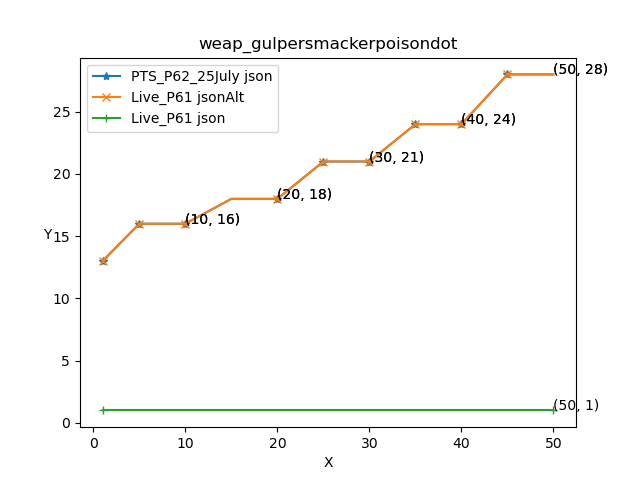 weap_gulpersmackerpoisondot
PTS_P62_25July json
Live_P61 jsonAlt
Live_P61 json
(50, 28)
(40, 24)
(30, 21)
(20, 18)
(10, 16)
(50, 1)
Y
25
20
15
10
5
0
0 10 20 30 40 50
X